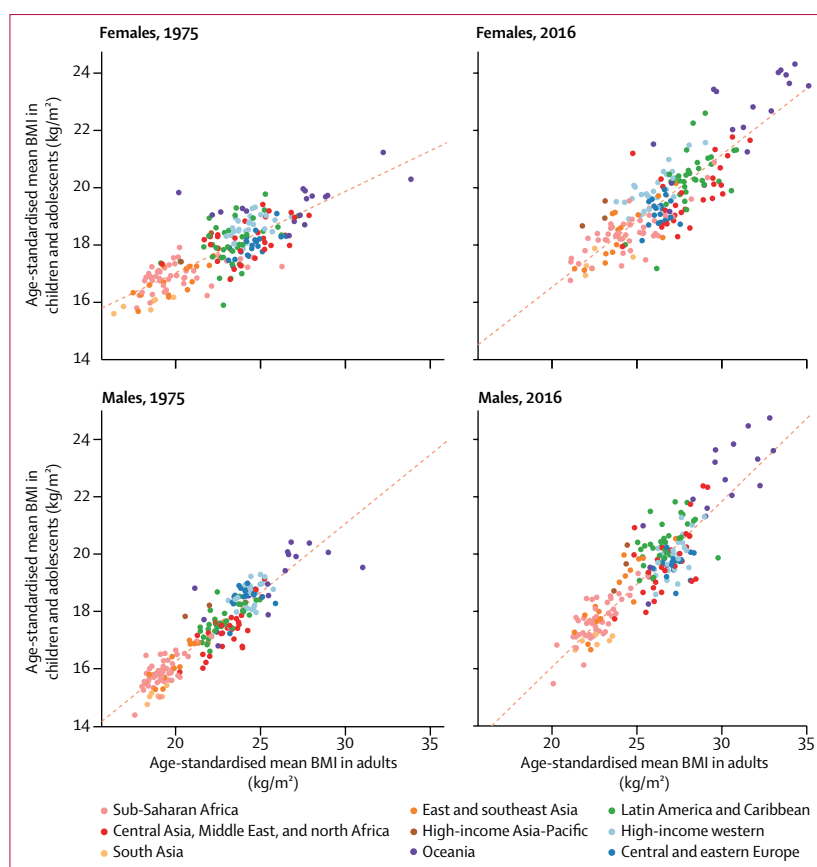 Females, 1975
Females, 2016
Age-standardised mean BMI in
children and adolescents (kg/m²)
24
22
20
18
16
14
Males, 1975
Males, 2016
Age-standardised mean BMI in
children and adolescents (kg/m²)
24
22
20
18
16
14
20
25
30
35
20
25
30
35
Age-standardised mean BMI in adults
(kg/m²)
Age-standardised mean BMI in adults
(kg/m²)
Sub-Saharan Africa
East and southeast Asia
Latin America and Caribbean
Central Asia, Middle East, and north Africa
High-income Asia-Pacific
High-income western
South Asia
Oceania
Central and eastern Europe